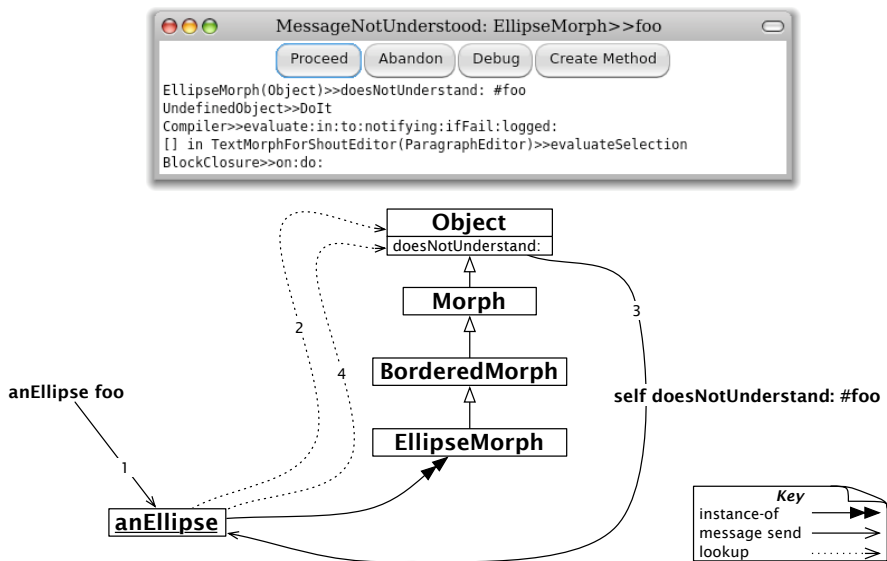 MessageNotUnderstood: EllipseMorph>>foo
Proceed Abandon Debug Create Method
EllipseMorph(Object)>>doesNotUnderstand: #foo
UndefinedObject>>DoIt
Compiler>>evaluate:in:to:notifying:ifFail:logged:
[] in TextMorphForShoutEditor(ParagraphEditor)>>evaluateSelection
BlockClosure>>on:do:
Object
doesNotUnderstand:
Morph
3
2
BorderedMorph
4
anEllipse foo
self doesNotUnderstand: #foo
EllipseMorph
1
anEllipse
Key
instance-of
message send
lookup